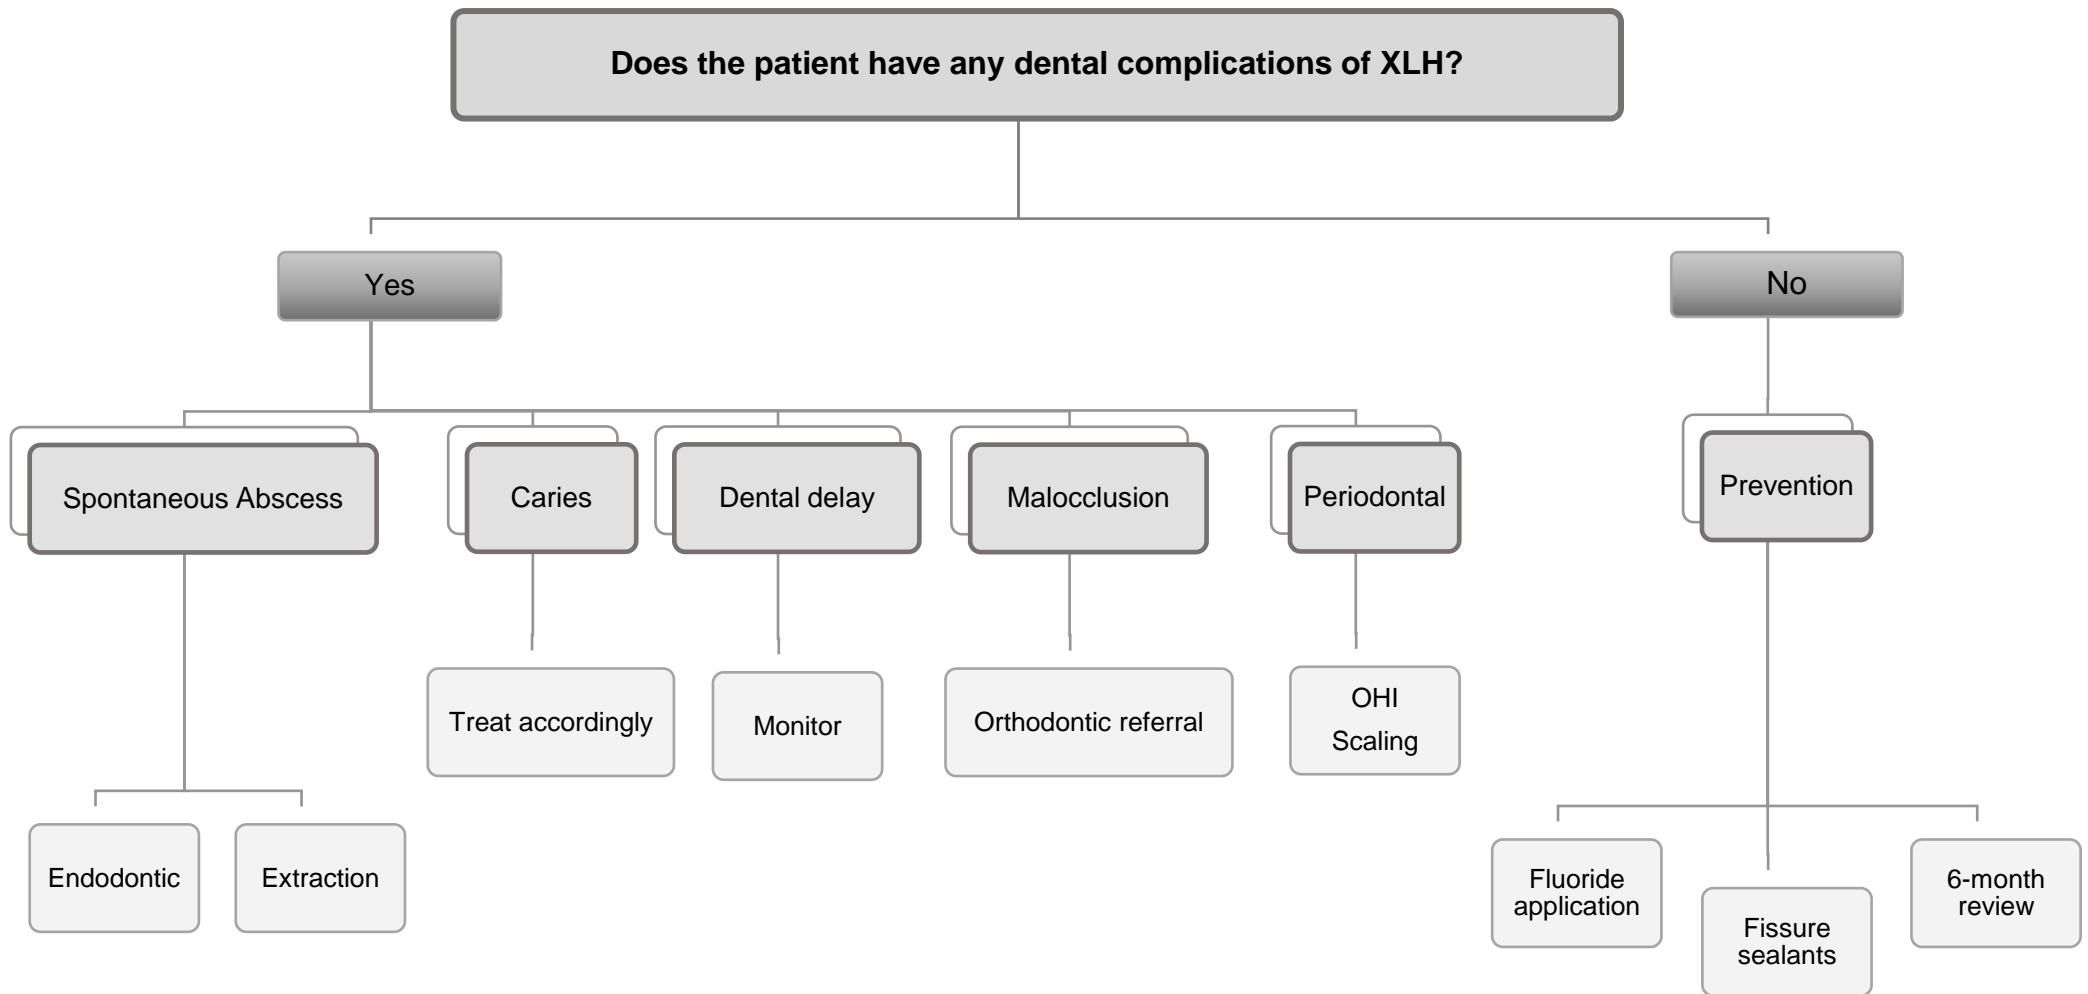 Does the patient have any dental complications of XLH?
Yes
No
Spontaneous Abscess
Caries
Dental delay
Malocclusion
Periodontal
Prevention
Treat accordingly
Monitor
Orthodontic referral
OHI
Scaling
Endodontic
Extraction
Fluoride
application
Fissure
sealants
6-month
review